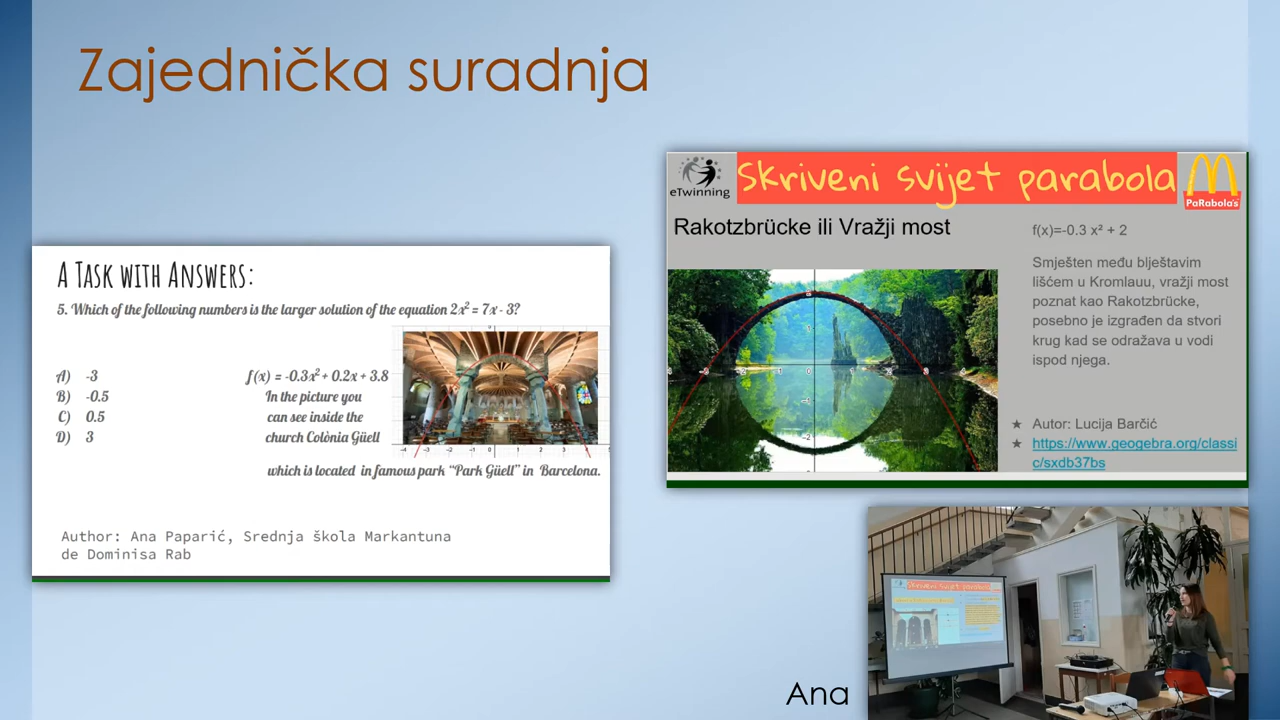 Zajednička suradnja
A Task with Answers:
5. Which of the following numbers is the larger solution of the equation 2x² = 7x - 3?
A) -3
B) -0.5
C) 0.5
D) 3
f(x) = -0.3x² + 0.2x + 3.8
In the picture you
can see inside the
church Colònia Güell
which is located in famous park “Park Güell” in Barcelona.
Author: Ana Paparić, Srednja škola Markantuna
de Dominisa Rab
eTwinning
Skriveni svijet parabola
PaRabola's
Rakotzbrücke ili Vražji most
f(x)=-0.3 x² + 2
Smješten među blještavim
lišćem u Kromlauu, vražji most
poznat kao Rakotzbrücke,
posebno je izgrađen da stvori
krug kad se odražava u vodi
ispod njega.
★ Autor: Lucija Barčić
★ https://www.geogebra.org/classi
c/sxdb37bs
Skriveni svijet parabola
Ana